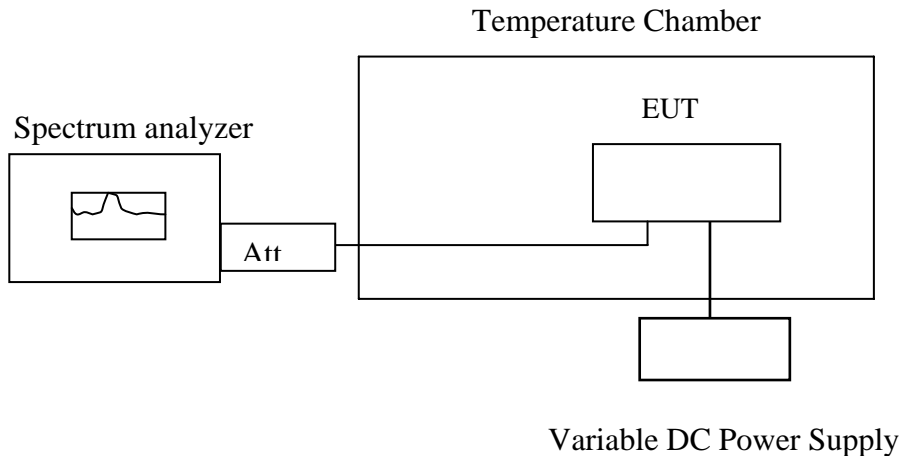 Temperature Chamber
EUT
Spectrum analyzer
Att
Variable DC Power Supply